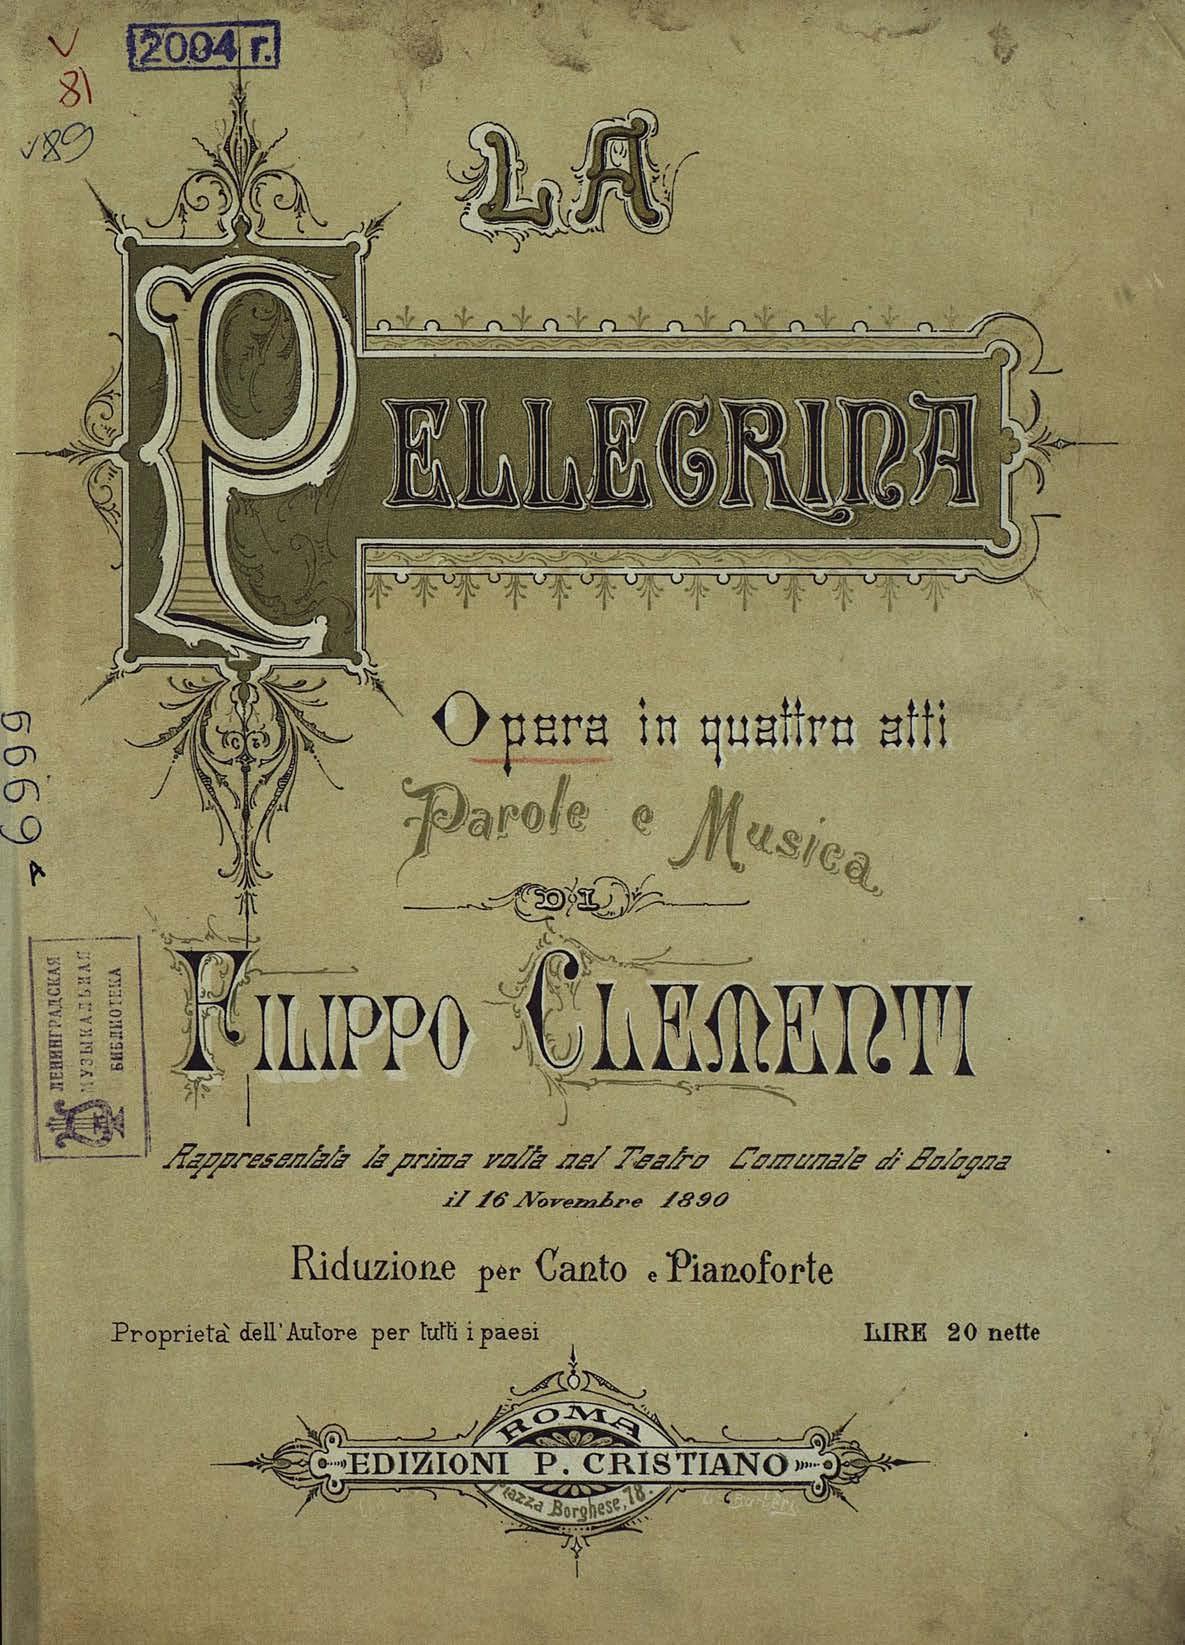 2004 г.
V
81
V89
LA
PELLEGRINA
Opera in quattro atti
Parole e Musica
DI
FILIPPO CLEMENTI
Rappresentata la prima volta nel Teatro Comunale di Bologna
il 16 Novembre 1890
Riduzione per Canto e Pianoforte
Proprietà dell'Autore per tutti i paesi
LIRE 20 nette
ROMA
EDIZIONI P. CRISTIANO
Piazza Borghese, 78.
6999
ЛЕНИНГРАДСКАЯ
МУЗЫКАЛЬНАЯ
БИБЛИОТЕКА